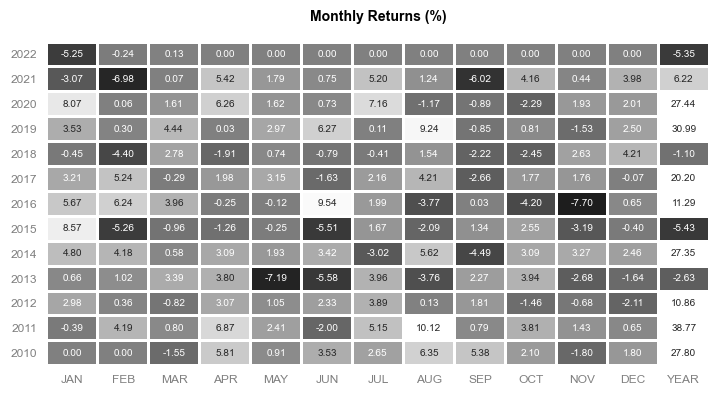 Monthly Returns (%)
2022 -5.25 -0.24 0.13 0.00 0.00 0.00 0.00 0.00 0.00 0.00 0.00 0.00 -5.35
2021 -3.07 -6.98 0.07 5.42 1.79 0.75 5.20 1.24 -6.02 4.16 0.44 3.98 6.22
2020 8.07 0.06 1.61 6.26 1.62 0.73 7.16 -1.17 -0.89 -2.29 1.93 2.01 27.44
2019 3.53 0.30 4.44 0.03 2.97 6.27 0.11 9.24 -0.85 0.81 -1.53 2.50 30.99
2018 -0.45 -4.40 2.78 -1.91 0.74 -0.79 -0.41 1.54 -2.22 -2.45 2.63 4.21 -1.10
2017 3.21 5.24 -0.29 1.98 3.15 -1.63 2.16 4.21 -2.66 1.77 1.76 -0.07 20.20
2016 5.67 6.24 3.96 -0.25 -0.12 9.54 1.99 -3.77 0.03 -4.20 -7.70 0.65 11.29
2015 8.57 -5.26 -0.96 -1.26 -0.25 -5.51 1.67 -2.09 1.34 2.55 -3.19 -0.40 -5.43
2014 4.80 4.18 0.58 3.09 1.93 3.42 -3.02 5.62 -4.49 3.09 3.27 2.46 27.35
2013 0.66 1.02 3.39 3.80 -7.19 -5.58 3.96 -3.76 2.27 3.94 -2.68 -1.64 -2.63
2012 2.98 0.36 -0.82 3.07 1.05 2.33 3.89 0.13 1.81 -1.46 -0.68 -2.11 10.86
2011 -0.39 4.19 0.80 6.87 2.41 -2.00 5.15 10.12 0.79 3.81 1.43 0.65 38.77
2010 0.00 0.00 -1.55 5.81 0.91 3.53 2.65 6.35 5.38 2.10 -1.80 1.80 27.80
JAN FEB MAR APR MAY JUN JUL AUG SEP OCT NOV DEC YEAR